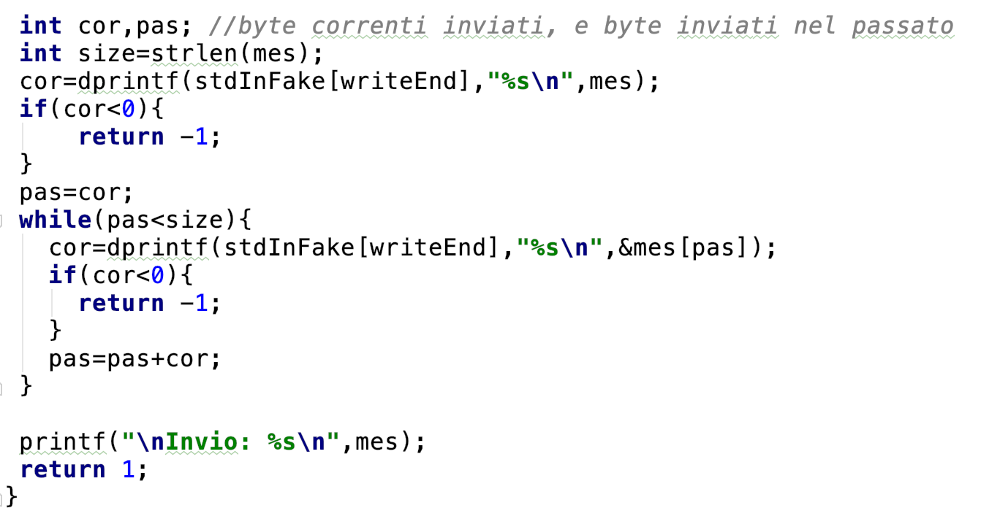 int cor,pas; //byte correnti inviati, e byte inviati nel passato
int size=strlen(mes);
cor=dprintf(stdInFake[writeEnd],"%s\n",mes);
if(cor<0){
return -1;
}
pas=cor;
while(pas<size){
cor=dprintf(stdInFake[writeEnd],"%s\n",&mes[pas]);
if(cor<0){
return -1;
}
pas=pas+cor;
}
printf("\nInvio: %s\n",mes);
return 1;
}